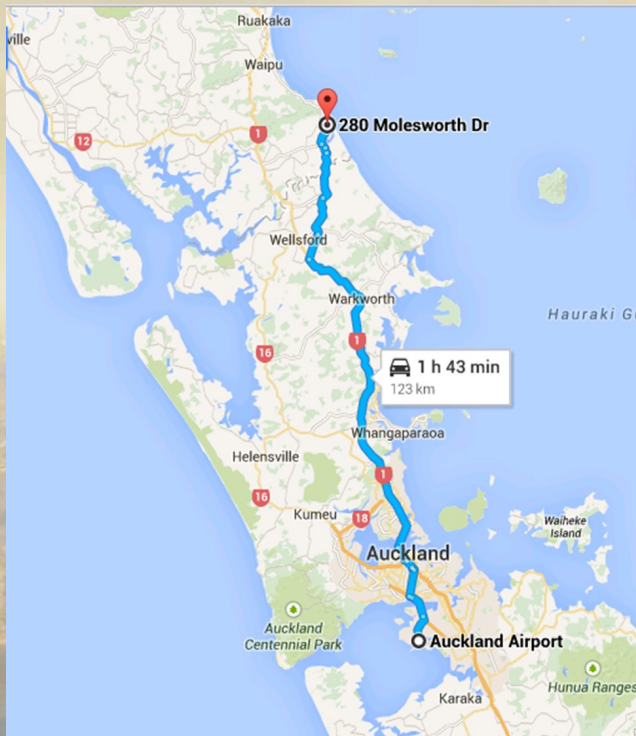 Ruakaka
ville
Waipu
1
12
280 Molesworth Dr
Wellsford
Warkworth
Hauraki G
1
16
1 h 43 min
123 km
Whangaparaoa
Helensville
1
16
Kumeu
18
Waiheke
Island
Auckland
Auckland
Centennial Park
Auckland Airport
Hunua Ranges
Karaka